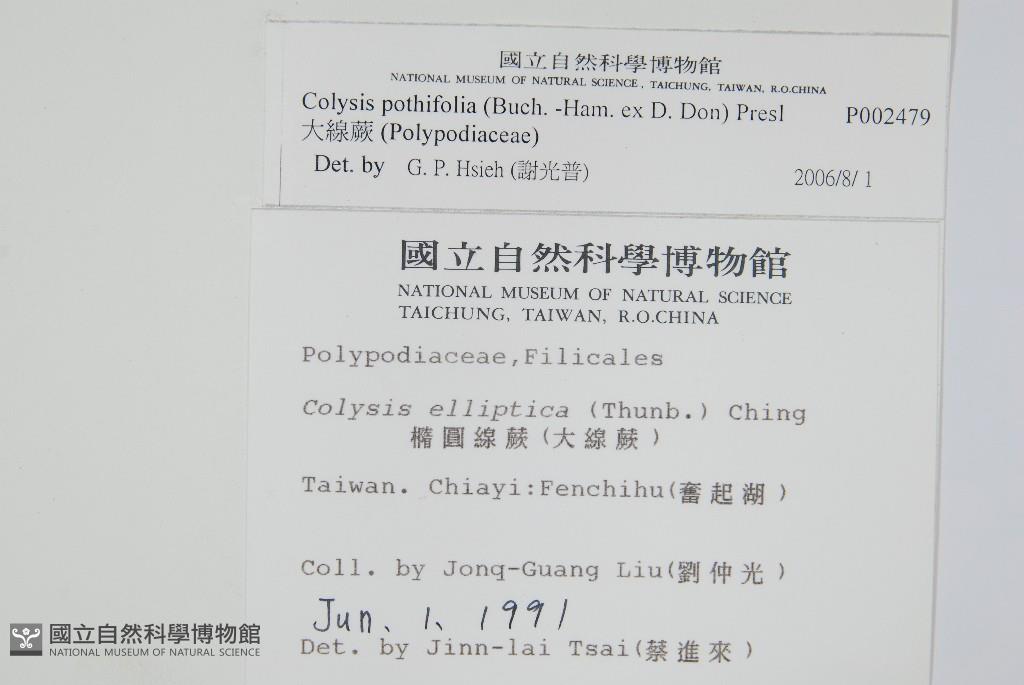 國立自然科學博物館
NATIONAL MUSEUM OF NATURAL SCIENCE, TAICHUNG, TAIWAN, R.O.CHINA
Colysis pothifolia (Buch. -Ham. ex D. Don) Presl P002479
大線蕨 (Polypodiaceae)
Det. by G. P. Hsieh (謝光普) 2006/8/ 1
國立自然科學博物館
NATIONAL MUSEUM OF NATURAL SCIENCE
TAICHUNG, TAIWAN, R.O.CHINA
Polypodiaceae,Filicales
Colysis elliptica (Thunb.) Ching
橢圓線蕨(大線蕨)
Taiwan. Chiayi:Fenchihu(奮起湖)
Coll. by Jonq-Guang Liu(劉仲光)
Jun、1、1991
Det. by Jinn-lai Tsai(蔡進來)
國立自然科學博物館
NATIONAL MUSEUM OF NATURAL SCIENCE